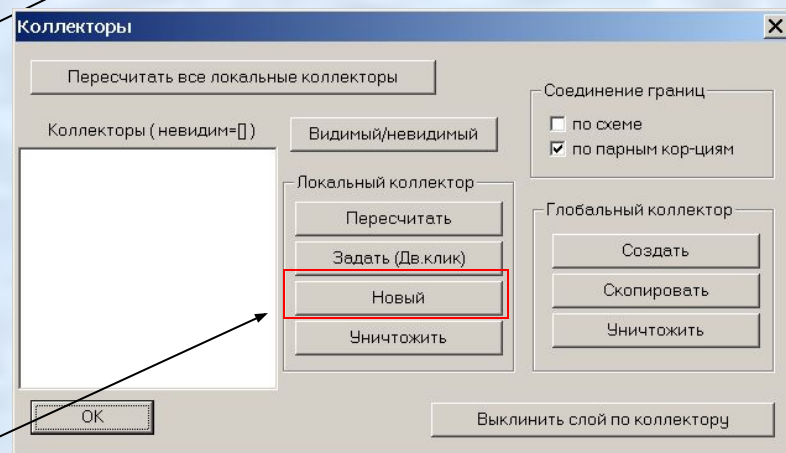 Коллекторы
Пересчитать все локальные коллекторы
Коллекторы ( невидим=[] )
Видимый/невидимый
Соединение границ
по схеме
по парным кор-циям
Локальный коллектор
Пересчитать
Задать (Дв.клик)
Новый
Уничтожить
Глобальный коллектор
Создать
Скопировать
Уничтожить
OK
Выклинить слой по коллектору